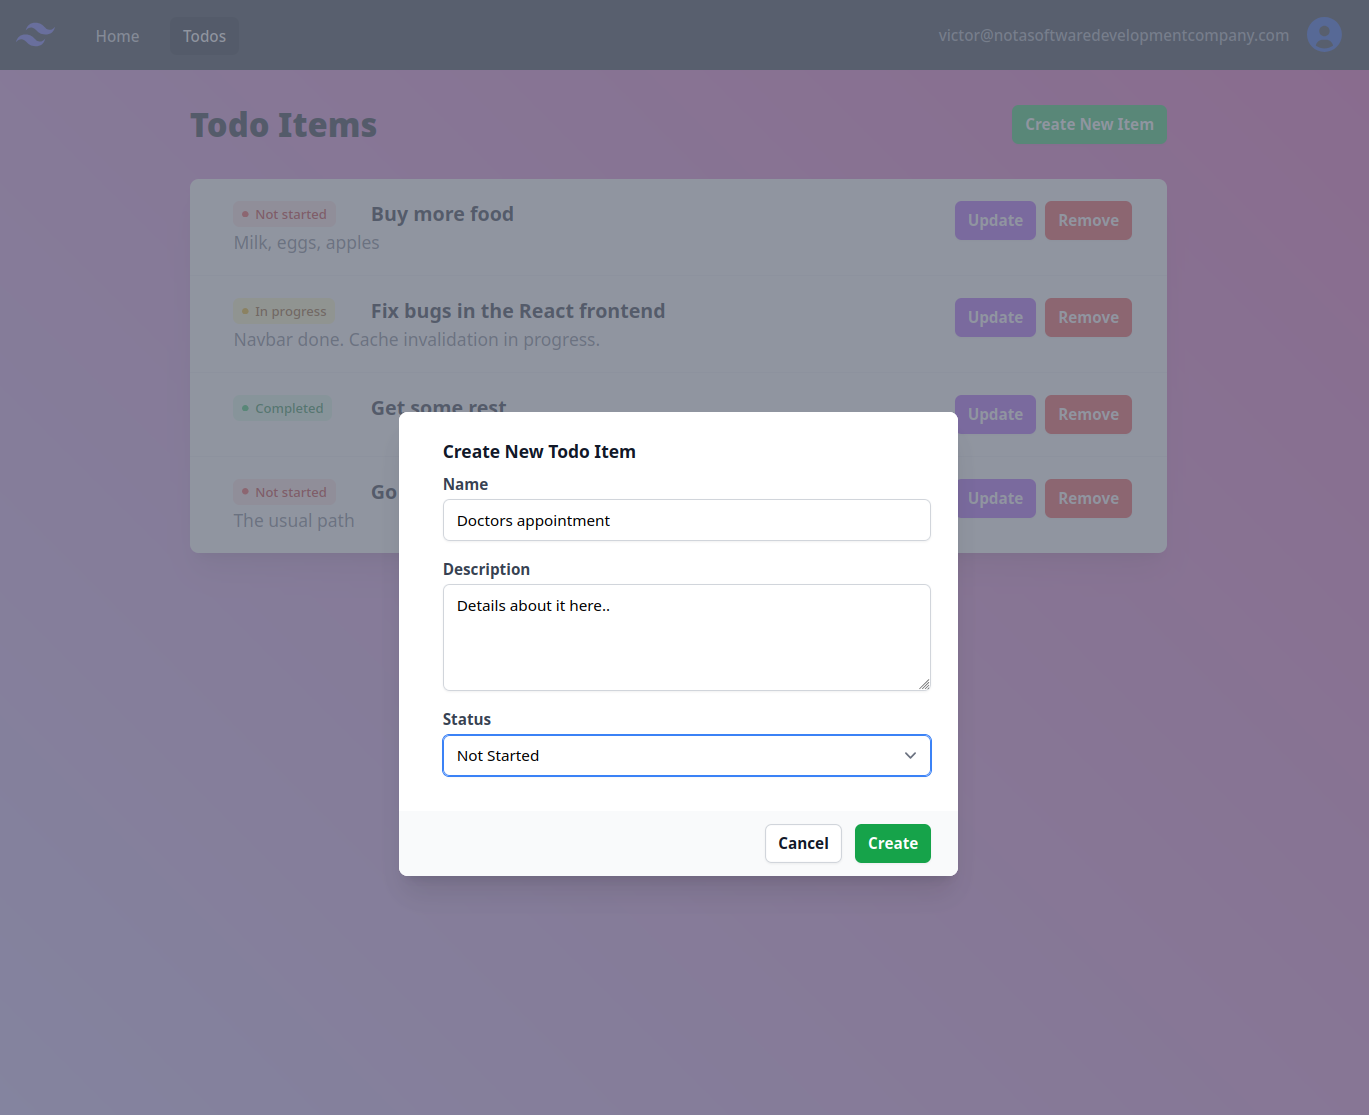 Home Todos victor@notasoftwaredevelopmentcompany.com
Todo Items Create New Item
Not started Buy more food Update Remove
Milk, eggs, apples
In progress Fix bugs in the React frontend Update Remove
Navbar done. Cache invalidation in progress.
Completed Get some rest Update Remove
Not started Go Update Remove
The usual path
Create New Todo Item
Name
Doctors appointment
Description
Details about it here..
Status
Not Started
Cancel Create